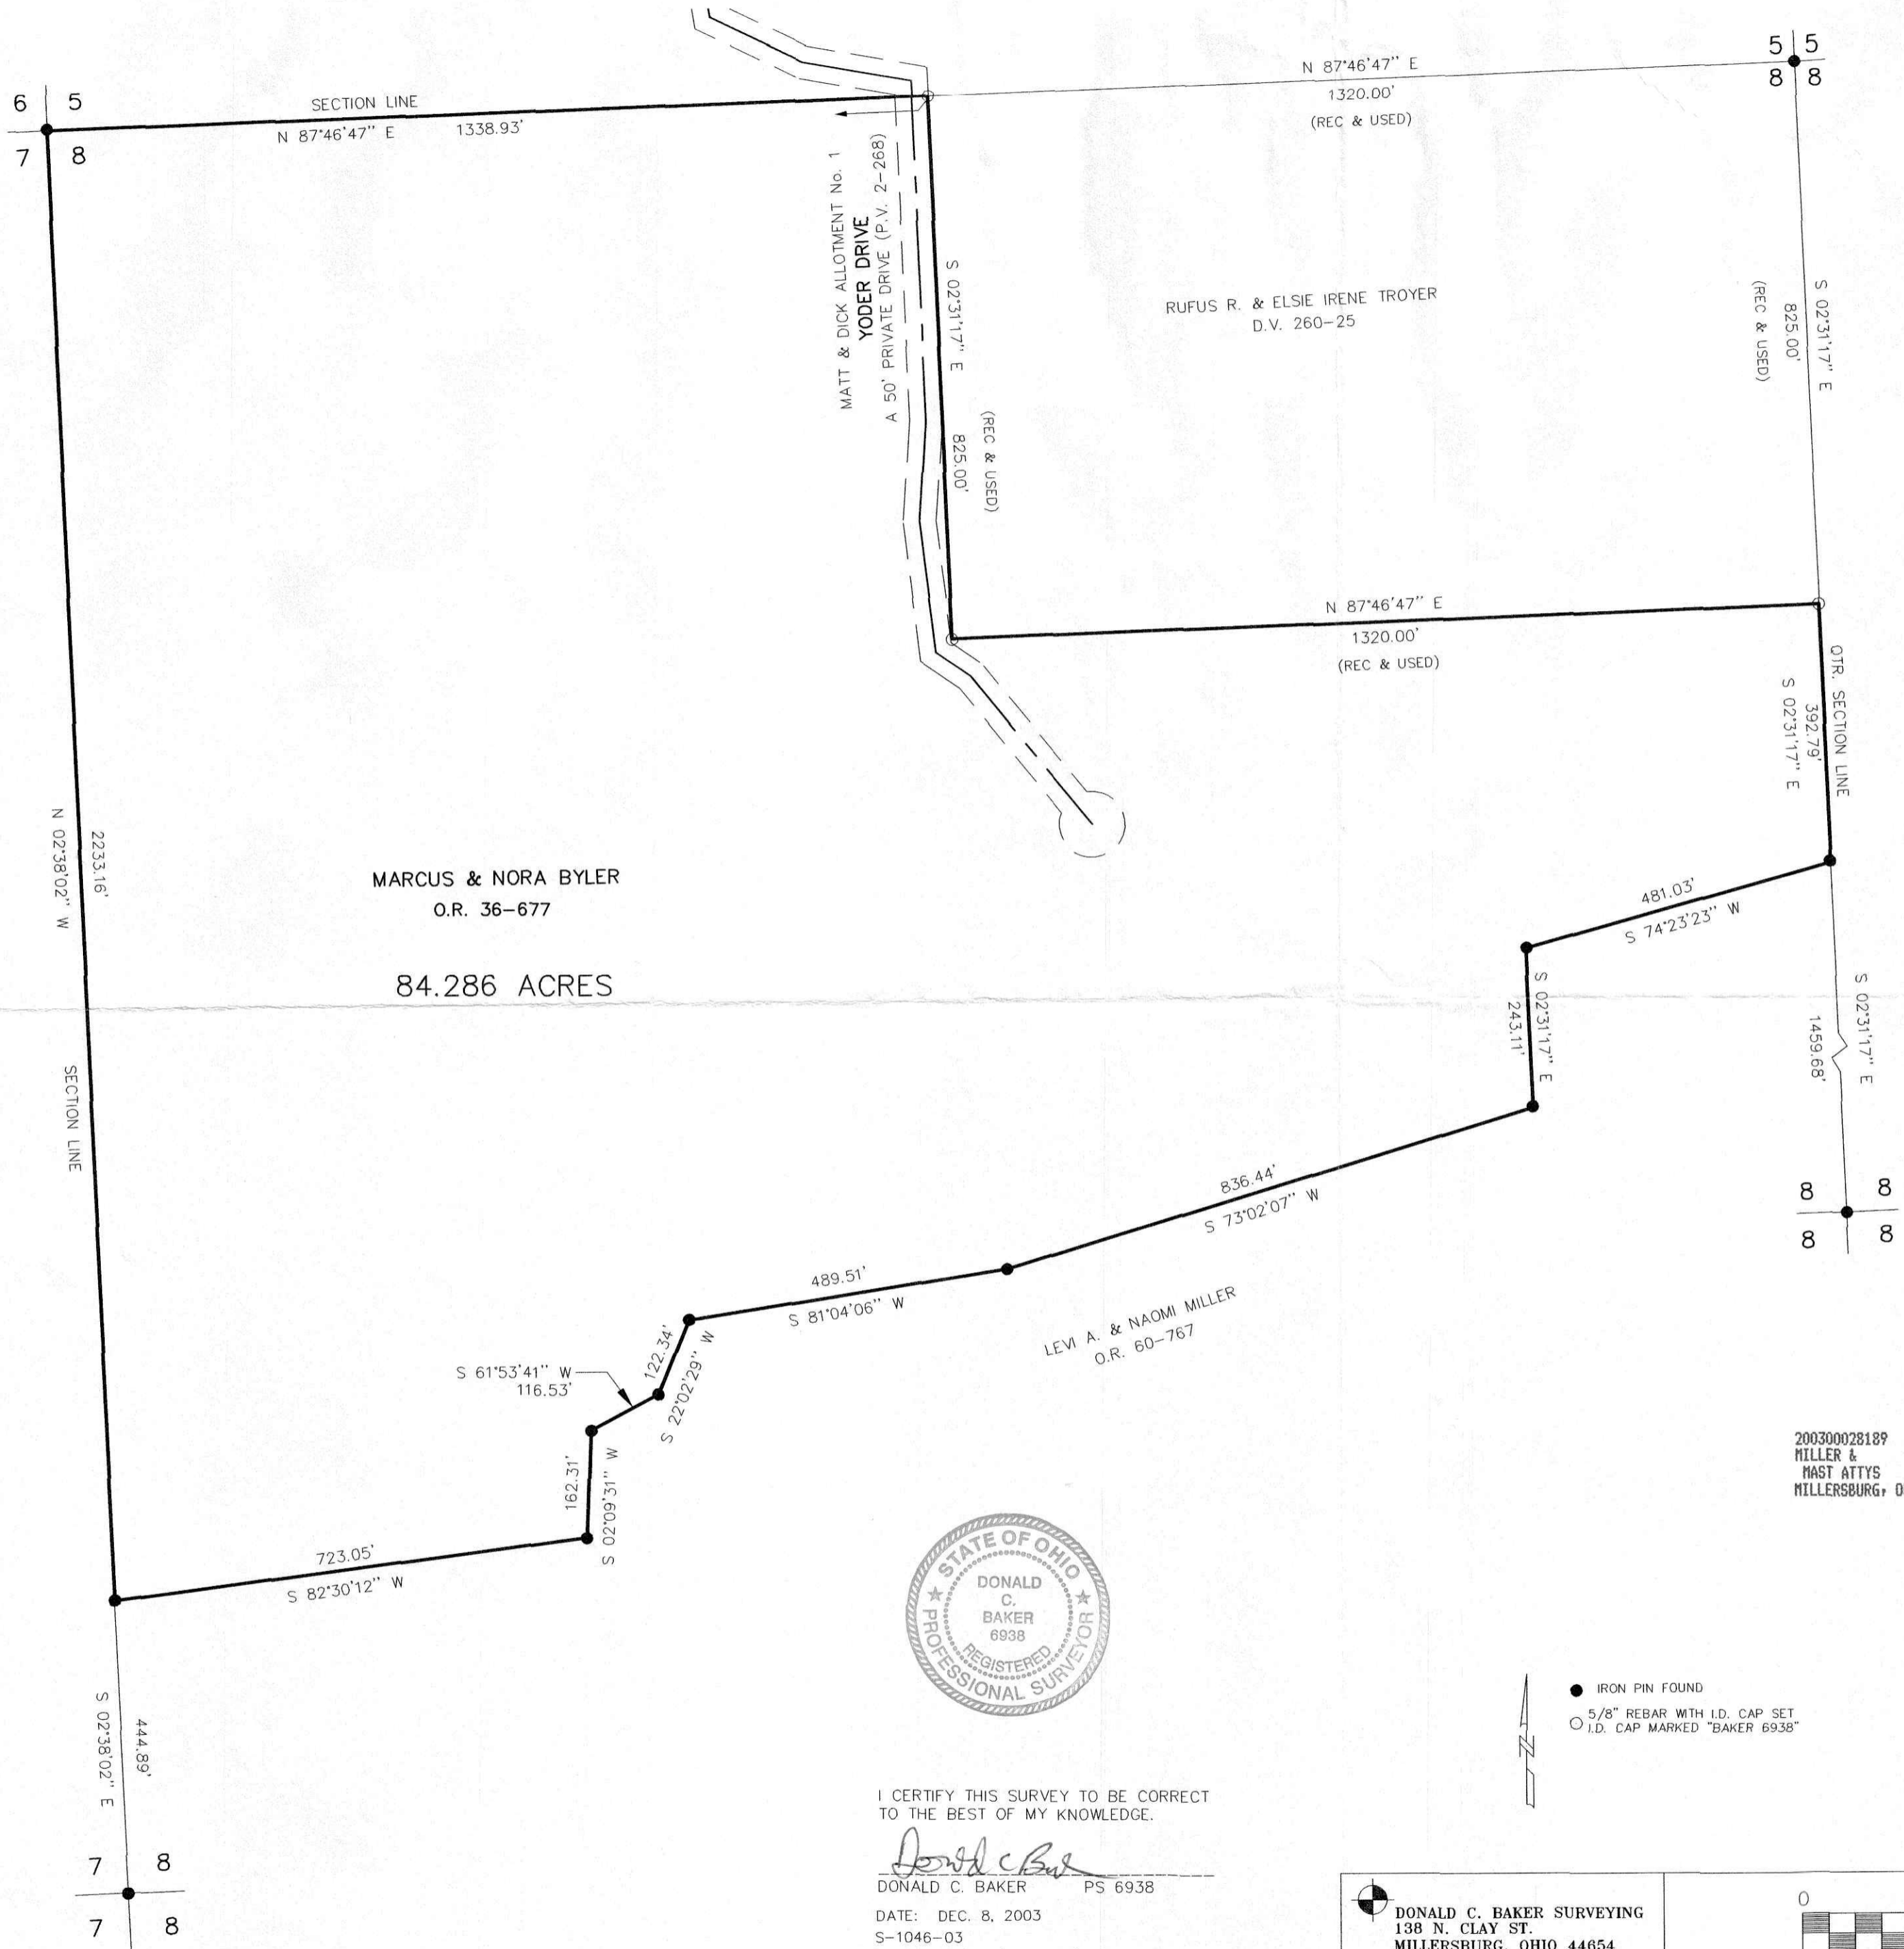 5 5
8 8
N 87°46'47" E
1320.00'
(REC & USED)
6 5
7 8
SECTION LINE
N 87°46'47" E 1338.93'
MATT & DICK ALLOTMENT No. 1
YODER DRIVE
A 50' PRIVATE DRIVE (P.V. 2-268)
S 02°31'17" E 825.00'
(REC & USED)
RUFUS R. & ELSIE IRENE TROYER
D.V. 260-25
S 02°31'17" E
825.00'
(REC & USED)
N 87°46'47" E
1320.00'
(REC & USED)
QTR. SECTION LINE
392.79'
S 02°31'17" E
2233.16'
N 02°38'02" W
SECTION LINE
MARCUS & NORA BYLER
O.R. 36-677
84.286 ACRES
481.03'
S 74°23'23" W
S 02°31'17" E
243.11'
S 02°31'17" E
1459.68'
8 8
8 8
836.44'
S 73°02'07" W
489.51'
S 81°04'06" W
LEVI A. & NAOMI MILLER
O.R. 60-767
122.34'
S 22°02'29" W
S 61°53'41" W
116.53'
162.31'
S 02°09'31" W
723.05'
S 82°30'12" W
200300028189
MILLER &
MAST ATTYS
MILLERSBURG, O
STATE OF OHIO
DONALD
C.
BAKER
6938
REGISTERED
PROFESSIONAL SURVEYOR
444.89'
S 02°38'02" E
7 8
7 8
N
IRON PIN FOUND
5/8" REBAR WITH I.D. CAP SET
I.D. CAP MARKED "BAKER 6938"
I CERTIFY THIS SURVEY TO BE CORRECT
TO THE BEST OF MY KNOWLEDGE.
DONALD C. BAKER PS 6938
DATE: DEC. 8, 2003
S-1046-03
DONALD C. BAKER SURVEYING
138 N. CLAY ST.
MILLERSBURG, OHIO 44654
0